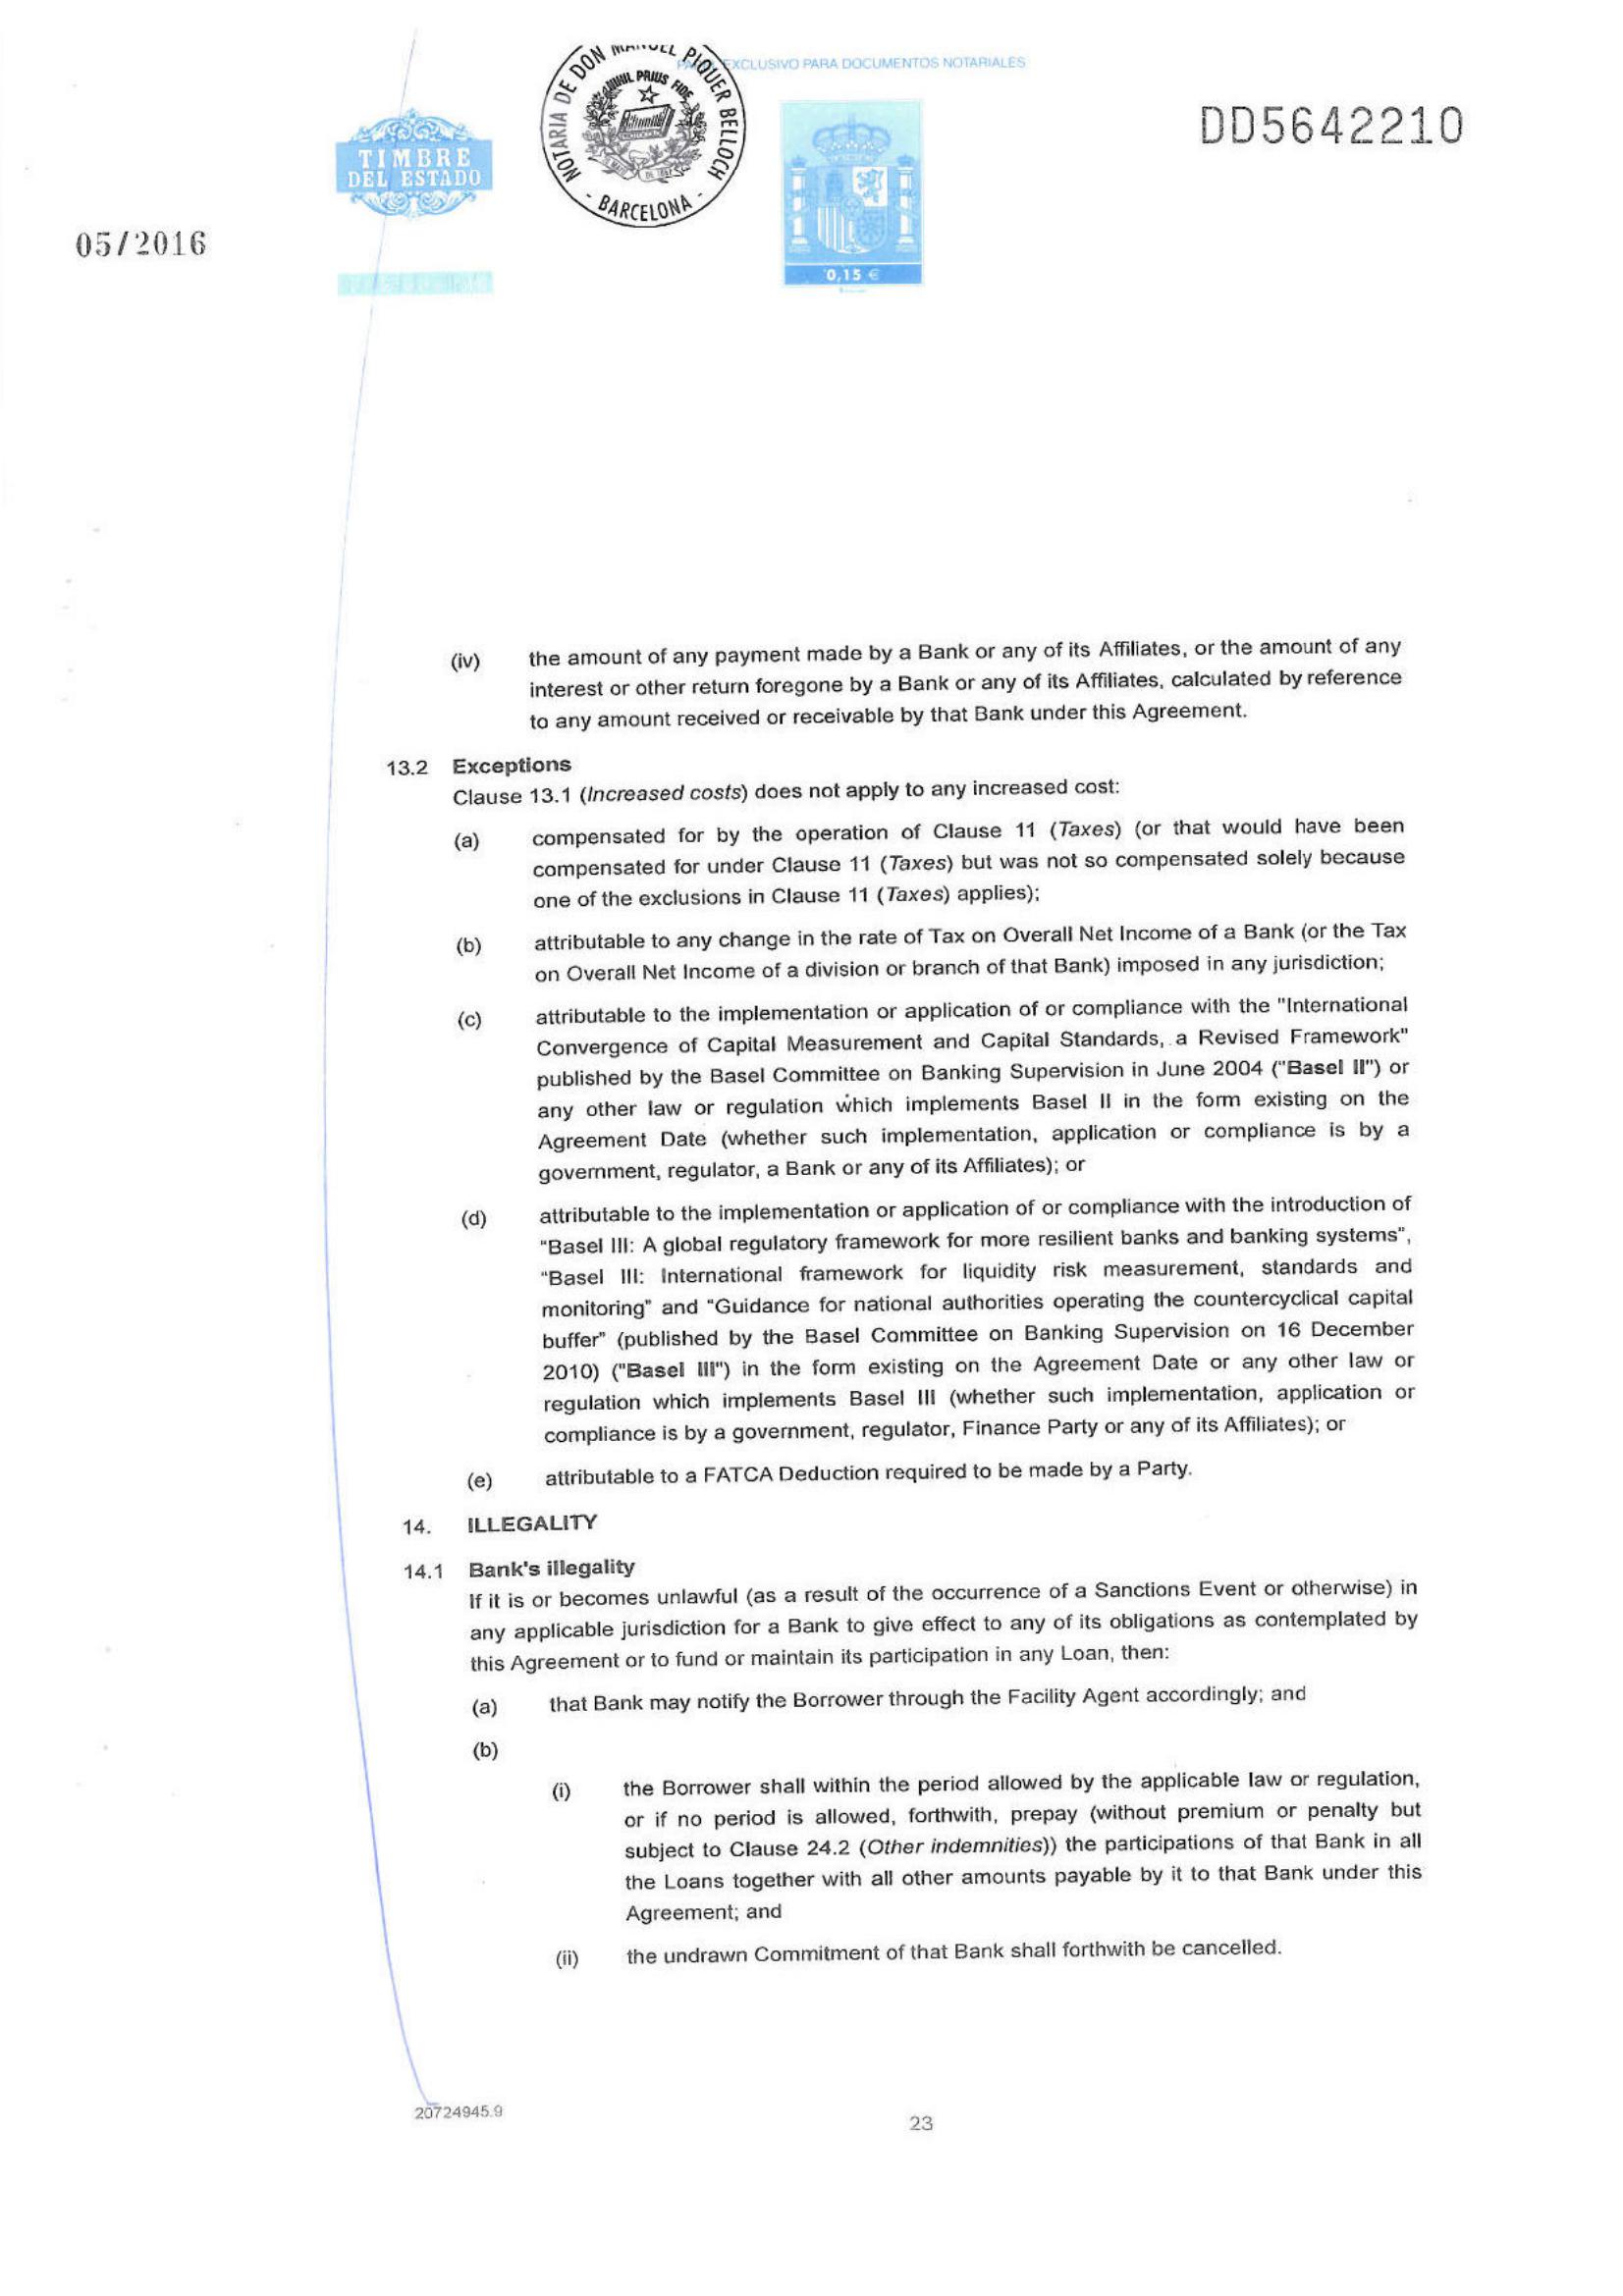 PAPEL EXCLUSIVO PARA DOCUMENTOS NOTARIALES
NOTARIA DE DON MANUEL PIQUER BELLOCH
NIHIL PRIUS FIDE
- BARCELONA -
TIMBRE
DEL ESTADO
DD5642210
05/2016
0,15 €
(iv) the amount of any payment made by a Bank or any of its Affiliates, or the amount of any
interest or other return foregone by a Bank or any of its Affiliates, calculated by reference
to any amount received or receivable by that Bank under this Agreement.
13.2 Exceptions
Clause 13.1 (Increased costs) does not apply to any increased cost:
(a) compensated for by the operation of Clause 11 (Taxes) (or that would have been
compensated for under Clause 11 (Taxes) but was not so compensated solely because
one of the exclusions in Clause 11 (Taxes) applies);
(b) attributable to any change in the rate of Tax on Overall Net Income of a Bank (or the Tax
on Overall Net Income of a division or branch of that Bank) imposed in any jurisdiction;
(c) attributable to the implementation or application of or compliance with the "International
Convergence of Capital Measurement and Capital Standards, a Revised Framework"
published by the Basel Committee on Banking Supervision in June 2004 ("Basel II") or
any other law or regulation which implements Basel II in the form existing on the
Agreement Date (whether such implementation, application or compliance is by a
government, regulator, a Bank or any of its Affiliates); or
(d) attributable to the implementation or application of or compliance with the introduction of
"Basel III: A global regulatory framework for more resilient banks and banking systems",
"Basel III: International framework for liquidity risk measurement, standards and
monitoring" and "Guidance for national authorities operating the countercyclical capital
buffer" (published by the Basel Committee on Banking Supervision on 16 December
2010) ("Basel III") in the form existing on the Agreement Date or any other law or
regulation which implements Basel III (whether such implementation, application or
compliance is by a government, regulator, Finance Party or any of its Affiliates); or
(e) attributable to a FATCA Deduction required to be made by a Party.
14. ILLEGALITY
14.1 Bank's illegality
If it is or becomes unlawful (as a result of the occurrence of a Sanctions Event or otherwise) in
any applicable jurisdiction for a Bank to give effect to any of its obligations as contemplated by
this Agreement or to fund or maintain its participation in any Loan, then:
(a) that Bank may notify the Borrower through the Facility Agent accordingly; and
(b)
(i) the Borrower shall within the period allowed by the applicable law or regulation,
or if no period is allowed, forthwith, prepay (without premium or penalty but
subject to Clause 24.2 (Other indemnities)) the participations of that Bank in all
the Loans together with all other amounts payable by it to that Bank under this
Agreement; and
(ii) the undrawn Commitment of that Bank shall forthwith be cancelled.
20724945.9
23